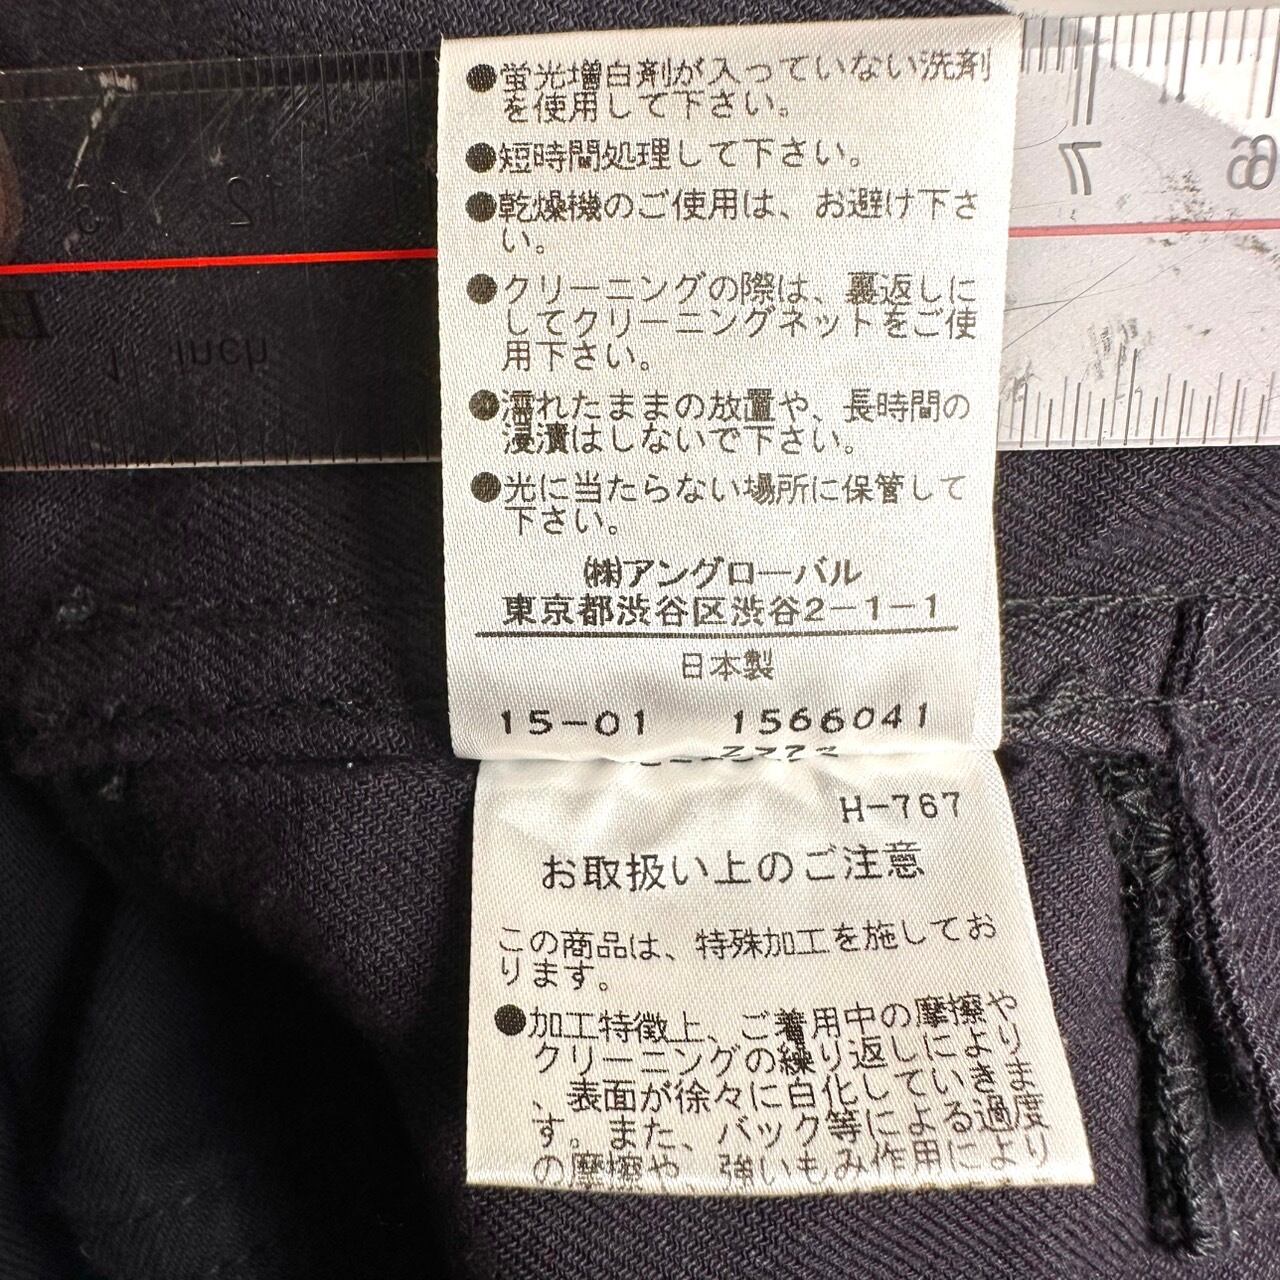 ●蛍光増白剤が入っていない洗剤
を使用して下さい。
●短時間処理して下さい。
●乾燥機のご使用は、お避け下さ
い。
●クリーニングの際は、裏返しに
してクリーニングネットをご使
用下さい。
●濡れたままの放置や、長時間の
浸漬はしないで下さい。
●光に当たらない場所に保管して
下さい。
㈱アングローバル
東京都渋谷区渋谷2-1-1
日本製
15-01 1566041
H-767
お取扱い上のご注意
この商品は、特殊加工を施してお
ります。
●加工特徴上、ご着用中の摩擦や
クリーニングの繰り返しにより
、表面が徐々に白化していきま
す。また、バック等による過度
の摩擦や、強いもみ作用により
7
6
13
12
1 inch